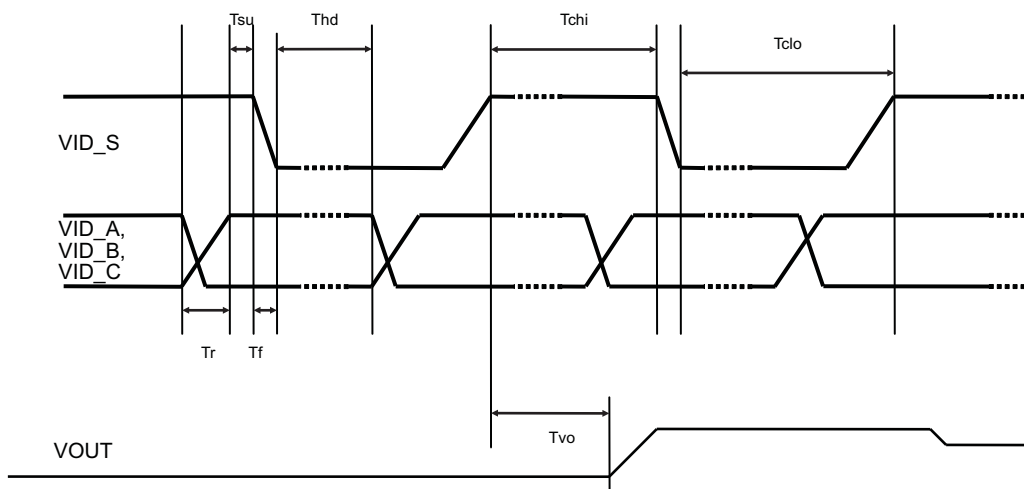 Tsu Thd Tchi Tclo
VID_S
VID_A,
VID_B,
VID_C
Tr Tf
Tvo
VOUT